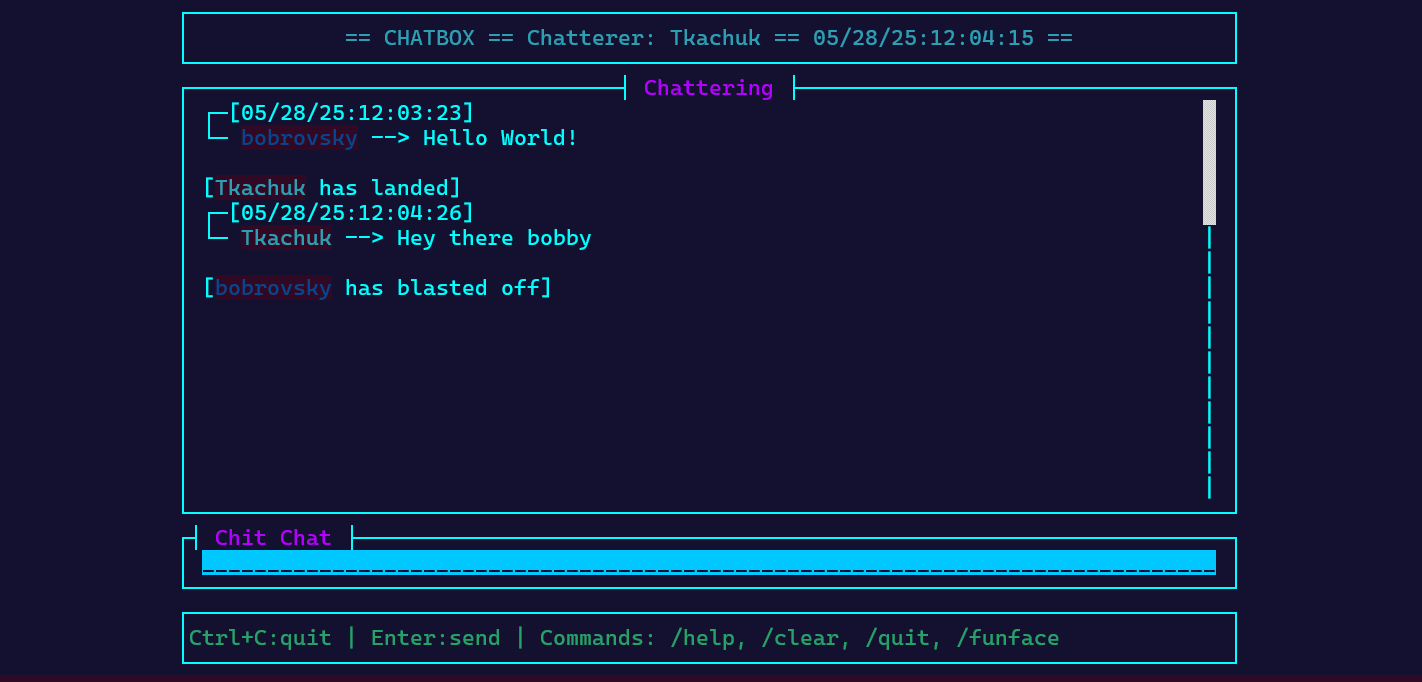 == CHATBOX == Chatterer: Tkachuk == 05/28/25:12:04:15 ==
Chattering
[05/28/25:12:03:23]
bobrovsky --> Hello World!
[Tkachuk has landed]
[05/28/25:12:04:26]
Tkachuk --> Hey there bobby
[bobrovsky has blasted off]
Chit Chat
Ctrl+C:quit | Enter:send | Commands: /help, /clear, /quit, /funface